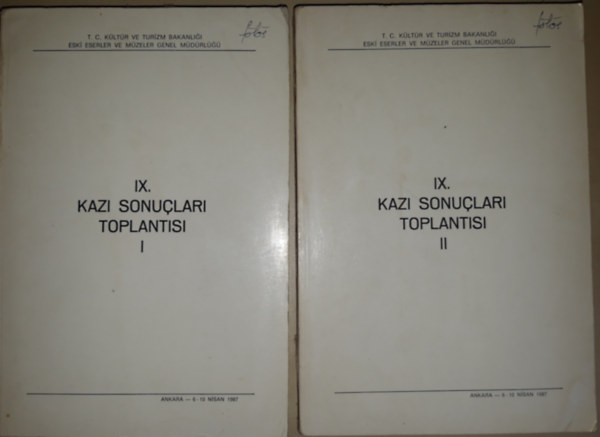 T. C. KÜLTÜR VE TURİZM BAKANLIĞI
ESKİ ESERLER VE MÜZELER GENEL MÜDÜRLÜĞÜ
IX.
KAZI SONUÇLARI
TOPLANTISI
I
ANKARA — 6-10 NİSAN 1987
T. C. KÜLTÜR VE TURİZM BAKANLIĞI
ESKİ ESERLER VE MÜZELER GENEL MÜDÜRLÜĞÜ
IX.
KAZI SONUÇLARI
TOPLANTISI
II
ANKARA — 6-10 NİSAN 1987